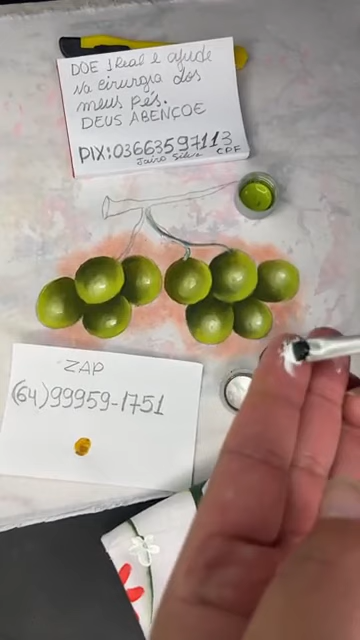 DOE 1 Real e ajude
na cirurgia dos
meus pés.
DEUS ABENÇOE
PIX:03663597113
Jairo Silva CPF
ZAP
(64)99959-1751